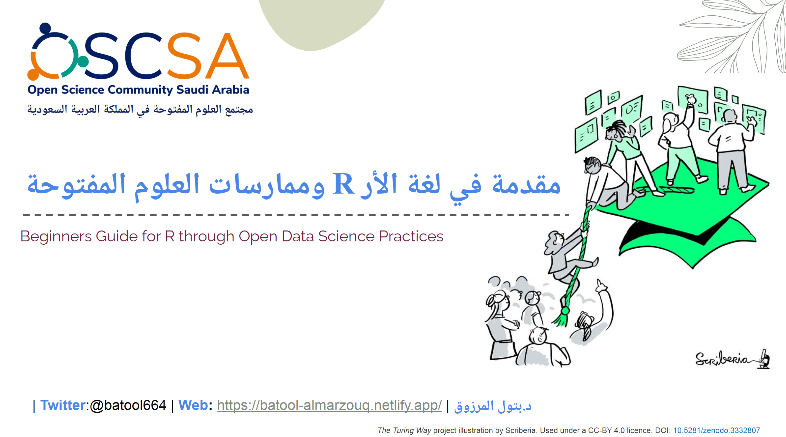 OSCSA
Open Science Community Saudi Arabia
مجتمع العلوم المفتوحة في المملكة العربية السعودية
مقدمة في لغة الأر R وممارسات العلوم المفتوحة
Beginners Guide for R through Open Data Science Practices
Scriberia
| Twitter:@batool664 | Web: https://batool-almarzouq.netlify.app/ | د.بتول المرزوق
The Turing Way project illustration by Scriberia. Used under a CC-BY 4.0 licence. DOI: 10.5281/zenodo.3332807